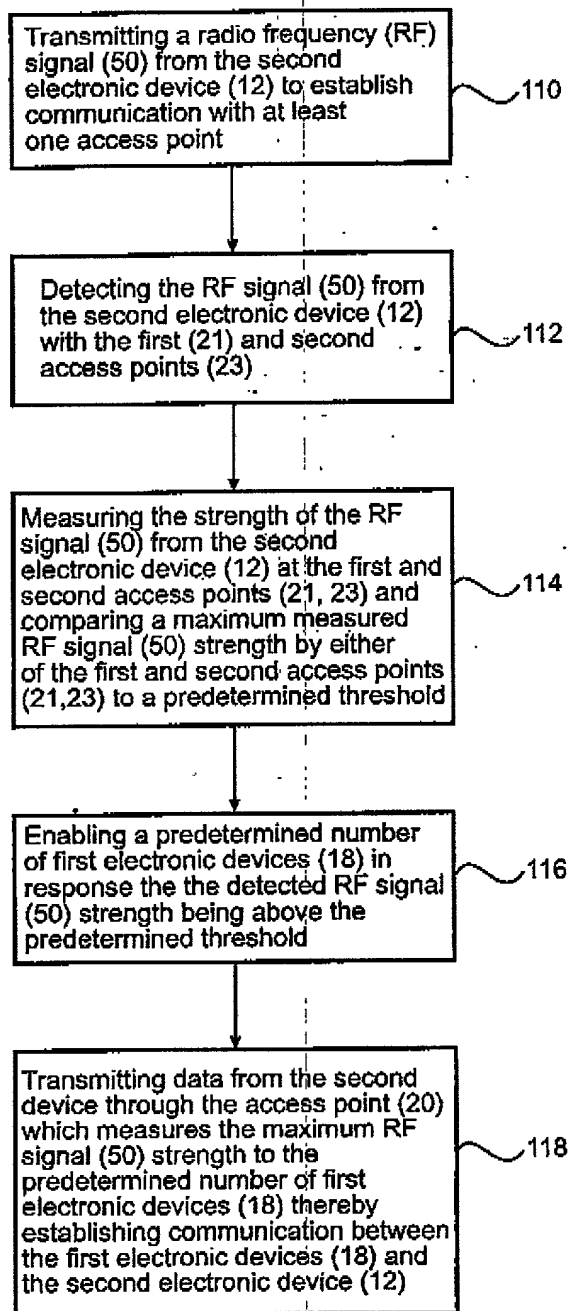 Transmitting a radio frequency (RF)
signal (50) from the second
electronic device (12) to establish
communication with at least
one access point
110
Detecting the RF signal (50) from
the second electronic device (12)
with the first (21) and second
access points (23)
112
Measuring the strength of the RF
signal (50) from the second
electronic device (12) at the first and
second access points (21, 23) and
comparing a maximum measured
RF signal (50) strength by either
of the first and second access points
(21,23) to a predetermined threshold
114
Enabling a predetermined number
of first electronic devices (18) in
response the the detected RF signal
(50) strength being above the
predetermined threshold
116
Transmitting data from the second
device through the access point (20)
which measures the maximum RF
signal (50) strength to the
predetermined number of first
electronic devices (18) thereby
establishing communication between
the first electronic devices (18) and
the second electronic device (12)
118